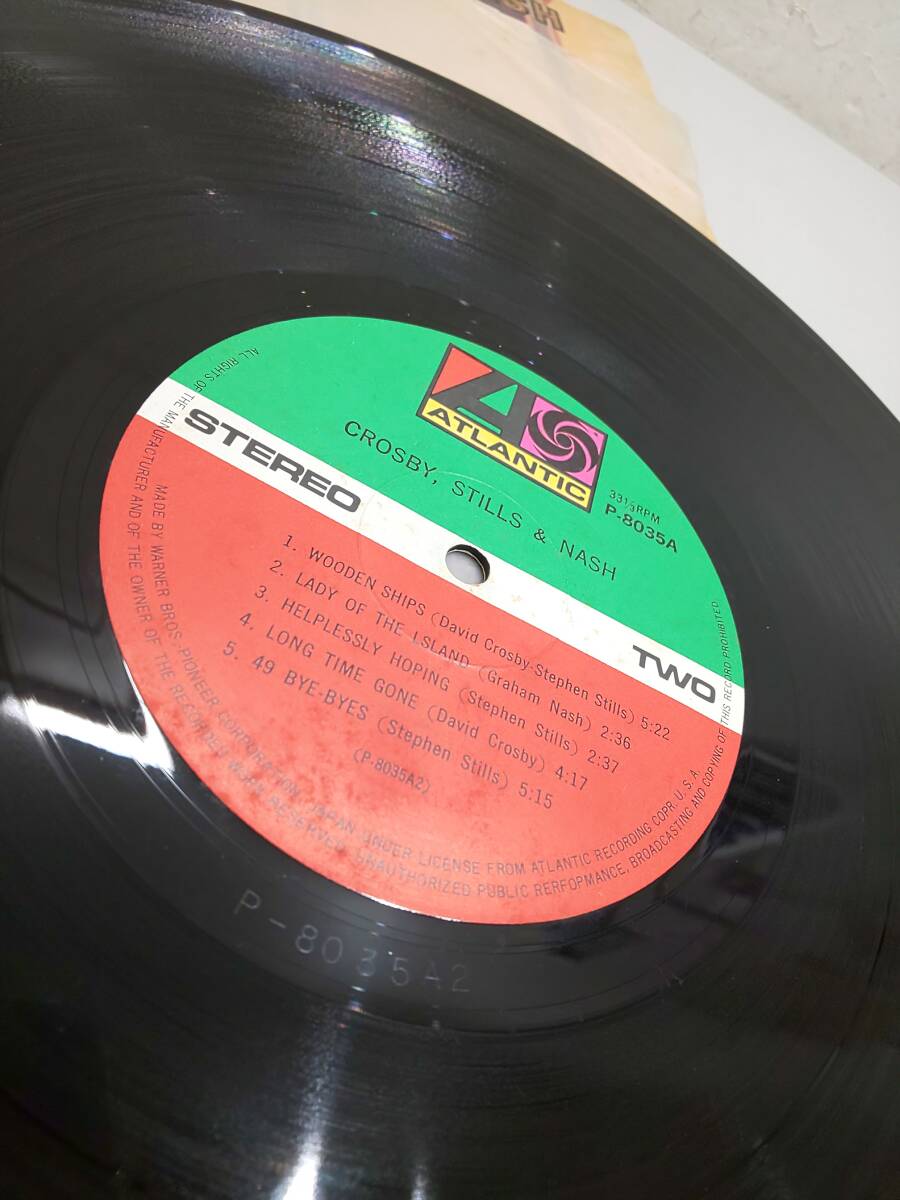 CH
ATLANTIC
CROSBY, STILLS & NASH
33⅓RPM
P-8035A
STEREO
TWO
1. WOODEN SHIPS (David Crosby-Stephen Stills) 5:22
2. LADY OF THE ISLAND (Graham Nash) 2:36
3. HELPLESSLY HOPING (Stephen Stills) 2:37
4. LONG TIME GONE (David Crosby) 4:17
5. 49 BYE-BYES (Stephen Stills) 5:15
(P-8035A2)
MADE BY WARNER BROS.-PIONEER CORPORATION, JAPAN UNDER LICENSE FROM ATLANTIC RECORDING COPR. U.S.A.
ALL RIGHTS OF THE MANUFACTURER AND OF THE OWNER OF THE RECORDED WORK RESERVED. UNAUTHORIZED PUBLIC RERFOPMANCE, BROADCASTING AND COPYING OF THIS RECORD PROHIBITED
P-8035A2